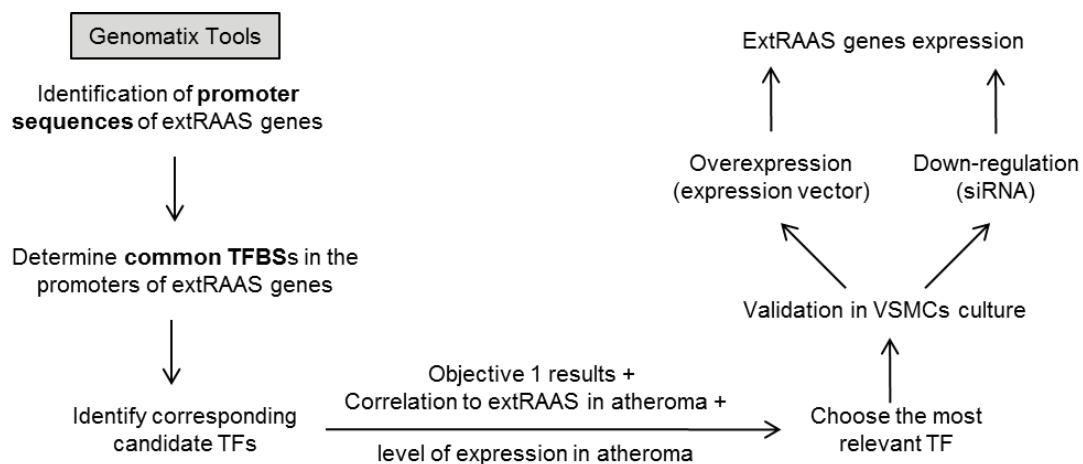 Genomatix Tools
Identification of promoter
sequences of extRAAS genes
Determine common TFBSs in the
promoters of extRAAS genes
Identify corresponding
candidate TFs
Objective 1 results +
Correlation to extRAAS in atheroma +
level of expression in atheroma
Choose the most
relevant TF
Validation in VSMCs culture
Overexpression
(expression vector)
Down-regulation
(siRNA)
ExtRAAS genes expression